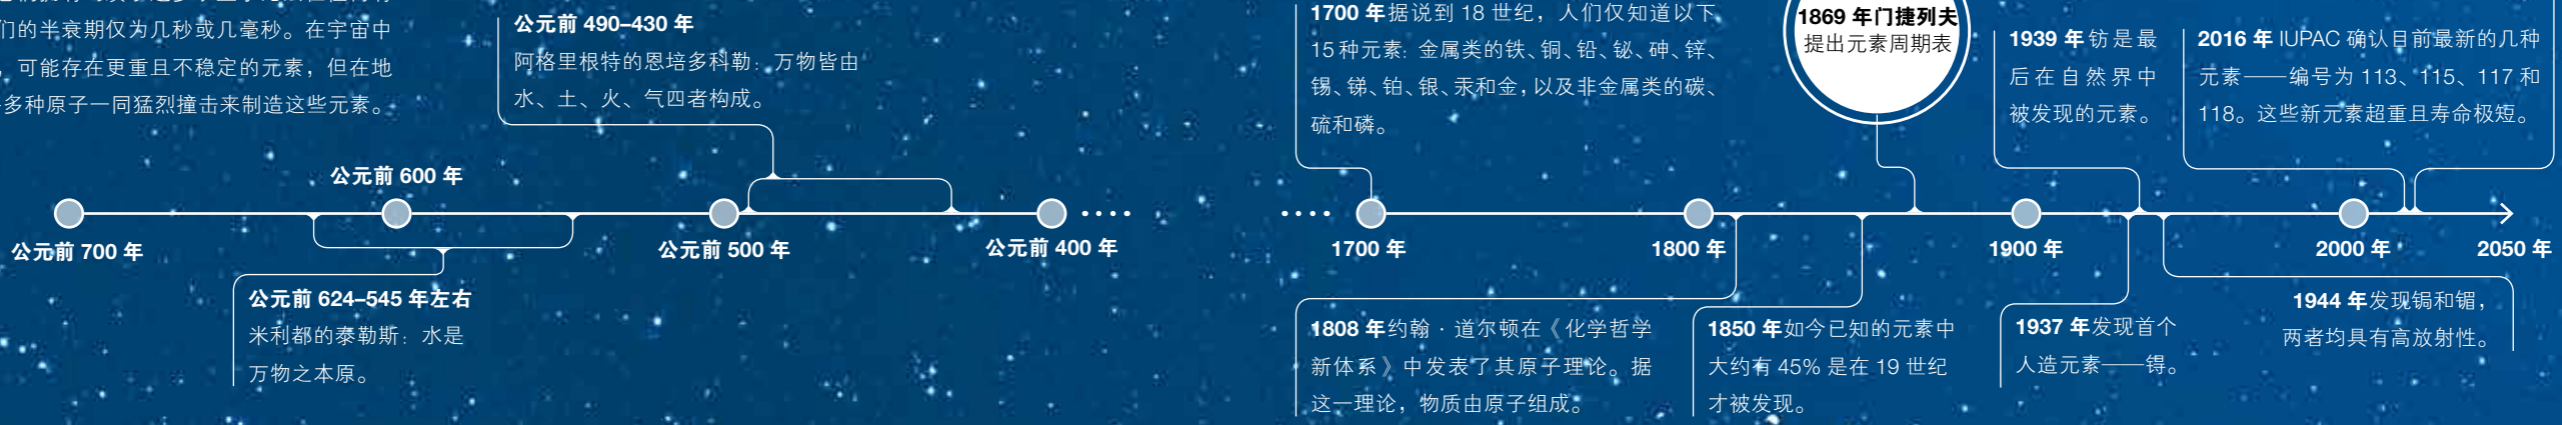 们的半衰期仅为几秒或几毫秒。在宇宙中
，可能存在更重且不稳定的元素，但在地
多种原子一同猛烈撞击来制造这些元素。
公元前 490–430 年
阿格里根特的恩培多科勒：万物皆由
水、土、火、气四者构成。
公元前 600 年
公元前 700 年
公元前 500 年
公元前 400 年
公元前 624–545 年左右
米利都的泰勒斯：水是
万物之本原。
1700 年据说到 18 世纪，人们仅知道以下
15 种元素：金属类的铁、铜、铅、铋、砷、锌、
锡、锑、铂、银、汞和金，以及非金属类的碳、
硫和磷。
1869 年门捷列夫
提出元素周期表
1939 年钫是最
后在自然界中
被发现的元素。
2016 年 IUPAC 确认目前最新的几种
元素——编号为 113、115、117 和
118。这些新元素超重且寿命极短。
1700 年
1800 年
1900 年
2000 年
2050 年
1808 年约翰·道尔顿在《化学哲学
新体系》中发表了其原子理论。据
这一理论，物质由原子组成。
1850 年如今已知的元素中
大约有 45% 是在 19 世纪
才被发现。
1937 年发现首个
人造元素——锝。
1944 年发现锔和镅，
两者均具有高放射性。